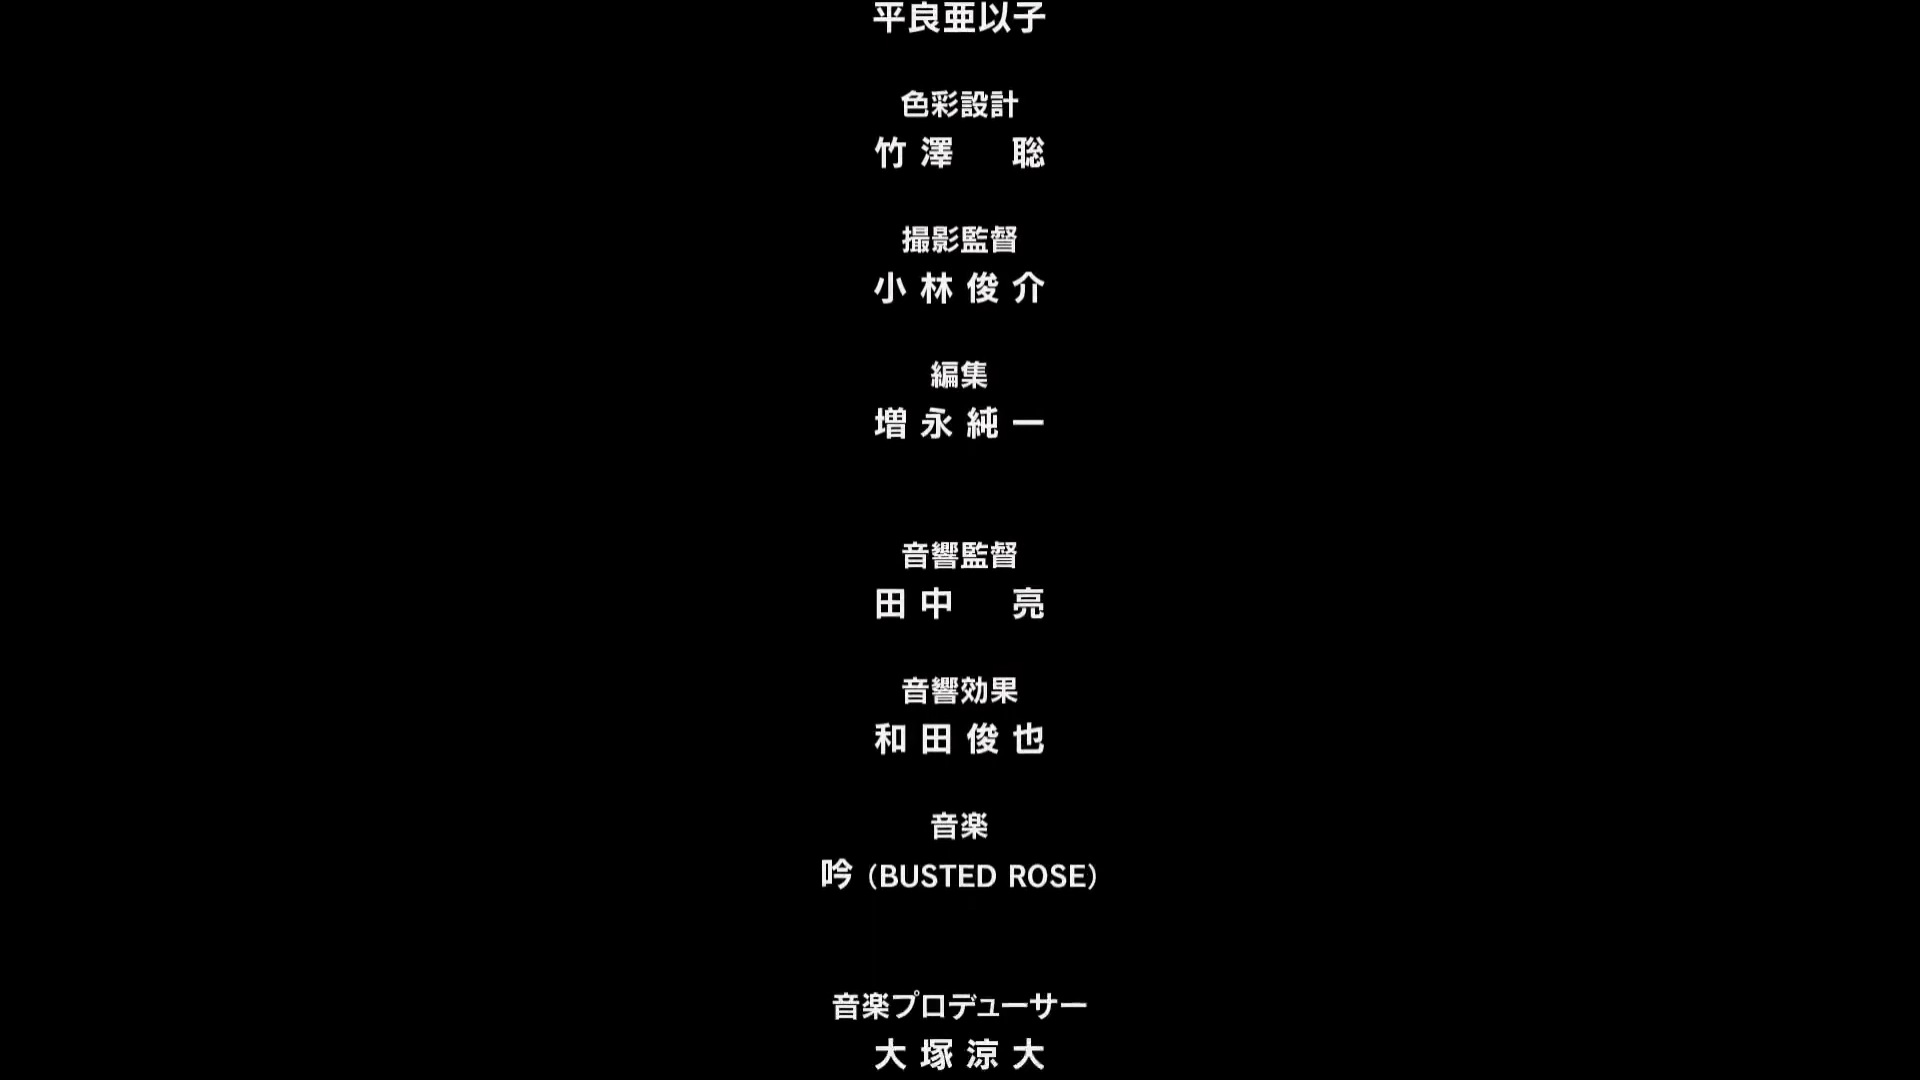 平良亜以子
色彩設計
竹澤 聡
撮影監督
小林俊介
編集
増永純一
音響監督
田中 亮
音響効果
和田俊也
音楽
吟（BUSTED ROSE）
音楽プロデューサー
大塚涼大